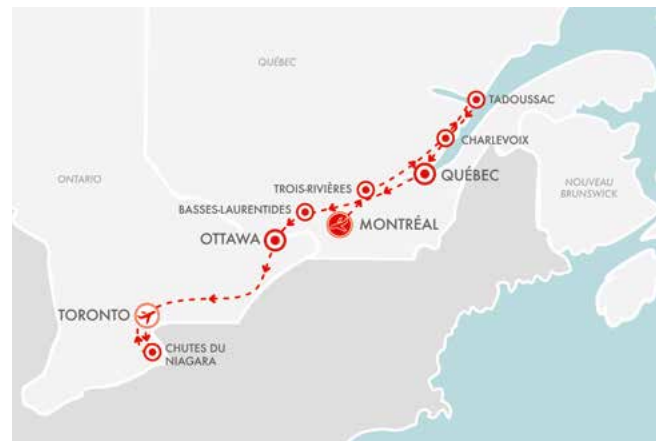 QUÉBEC
TADOUSSAC
CHARLEVOIX
QUÉBEC
TROIS-RIVIÈRES
ONTARIO
NOUVEAU
BRUNSWICK
BASSES-LAURENTIDES
MONTRÉAL
OTTAWA
TORONTO
CHUTES DU
NIAGARA